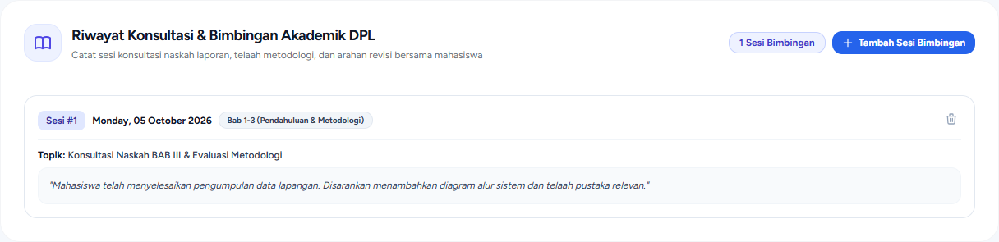 Riwayat Konsultasi & Bimbingan Akademik DPL
Catat sesi konsultasi naskah laporan, telaah metodologi, dan arahan revisi bersama mahasiswa
1 Sesi Bimbingan
+ Tambah Sesi Bimbingan
Sesi #1 Monday, 05 October 2026 Bab 1-3 (Pendahuluan & Metodologi)
Topik: Konsultasi Naskah BAB III & Evaluasi Metodologi
"Mahasiswa telah menyelesaikan pengumpulan data lapangan. Disarankan menambahkan diagram alur sistem dan telaah pustaka relevan."